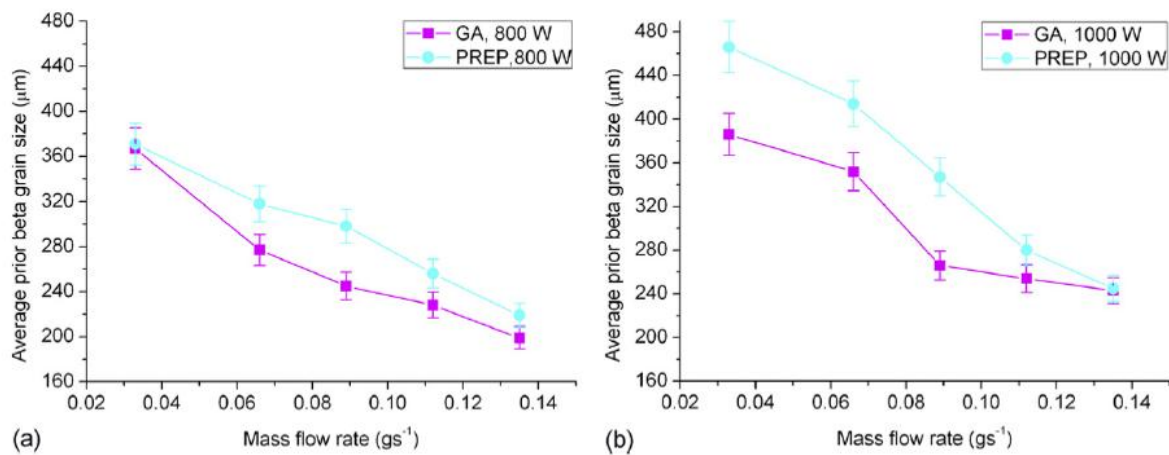 480
440
400
360
320
280
240
200
160
0.02 0.04 0.06 0.08 0.10 0.12 0.14
Average prior beta grain size (μm)
Mass flow rate (gs⁻¹)
GA, 800 W
PREP,800 W
(a)
480
440
400
360
320
280
240
200
160
0.02 0.04 0.06 0.08 0.10 0.12 0.14
Average prior beta grain size (μm)
Mass flow rate (gs⁻¹)
GA, 1000 W
PREP, 1000 W
(b)